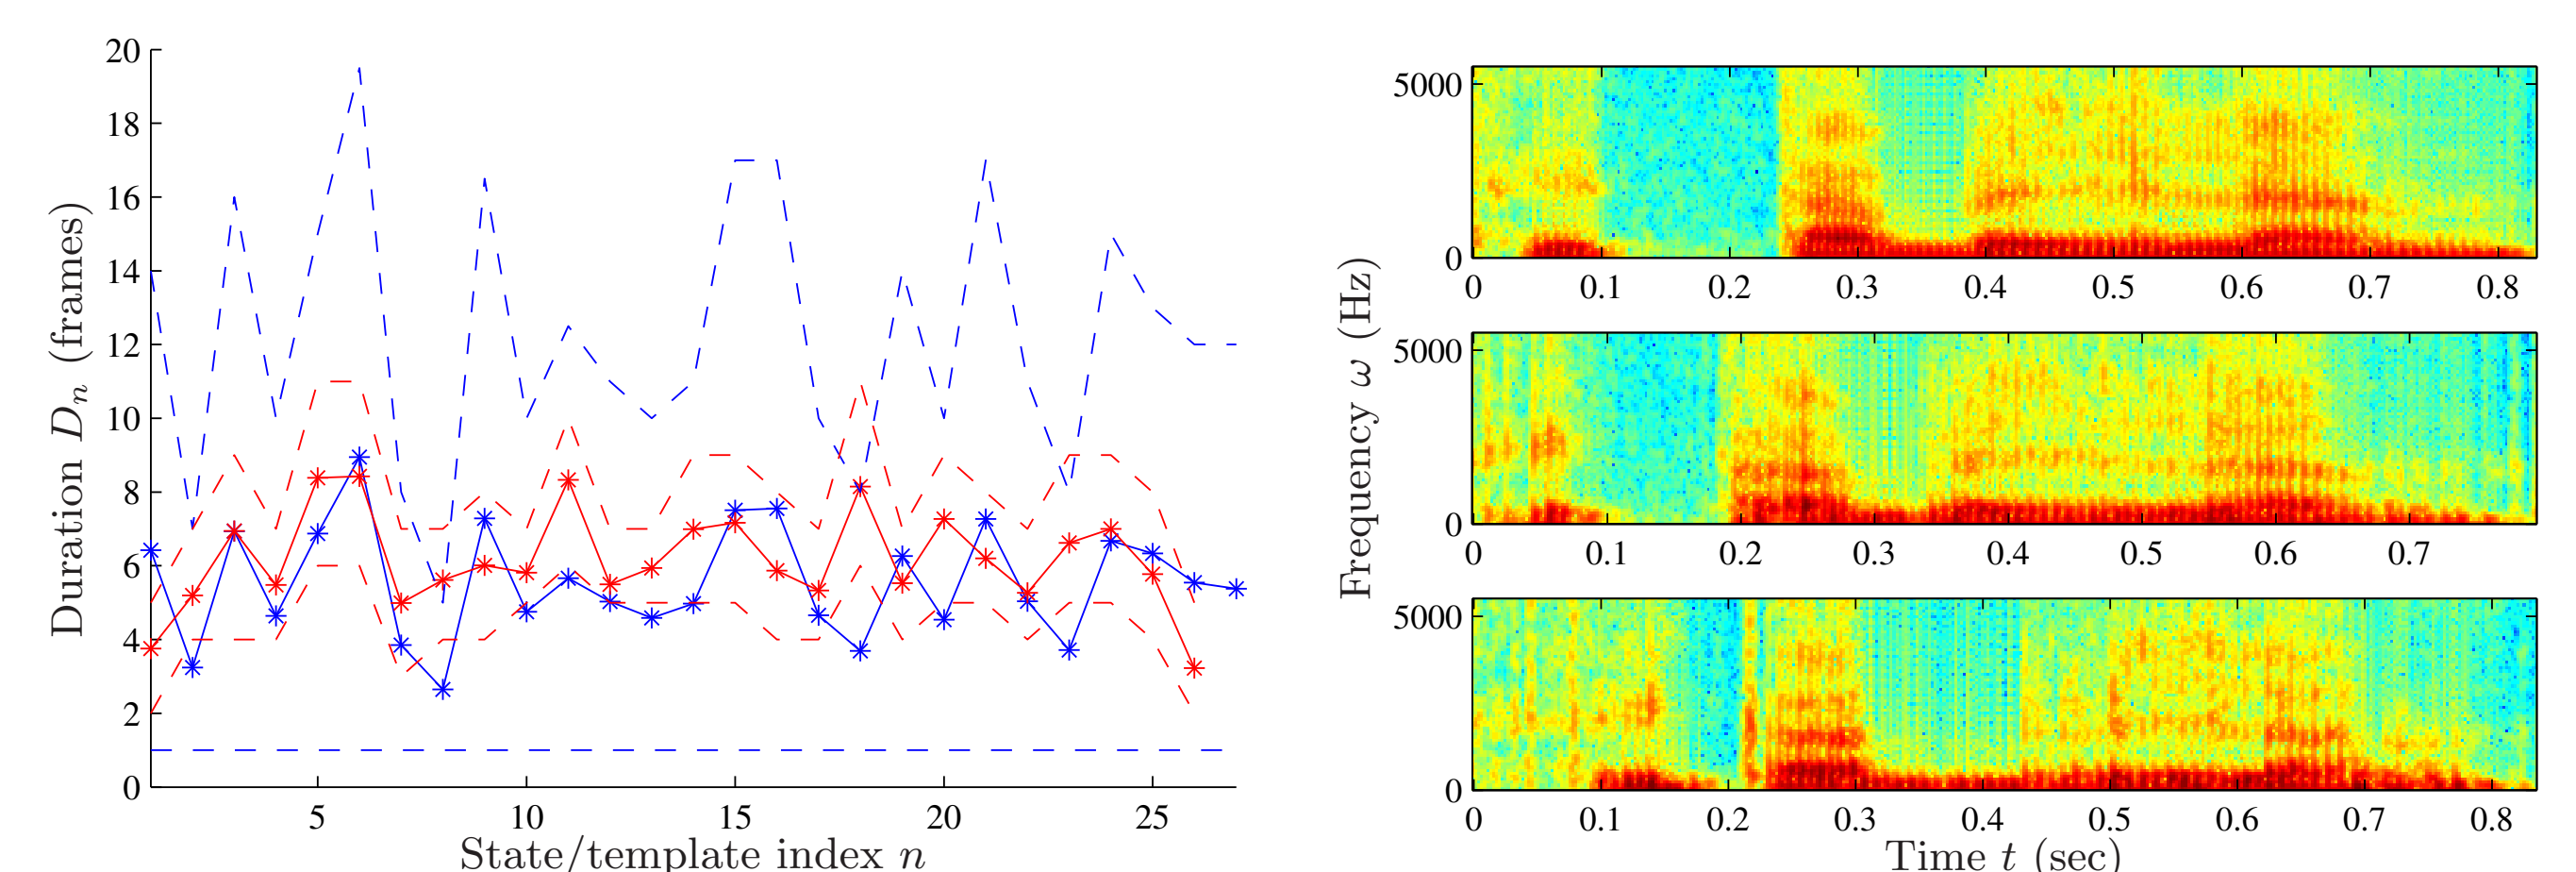 Duration Dₙ (frames)
20
18
16
14
12
10
8
6
4
2
0
5 10 15 20 25
State/template index n
Frequency ω (Hz)
5000
0
0 0.1 0.2 0.3 0.4 0.5 0.6 0.7 0.8
5000
0
0 0.1 0.2 0.3 0.4 0.5 0.6 0.7
5000
0
0 0.1 0.2 0.3 0.4 0.5 0.6 0.7 0.8
Time t (sec)